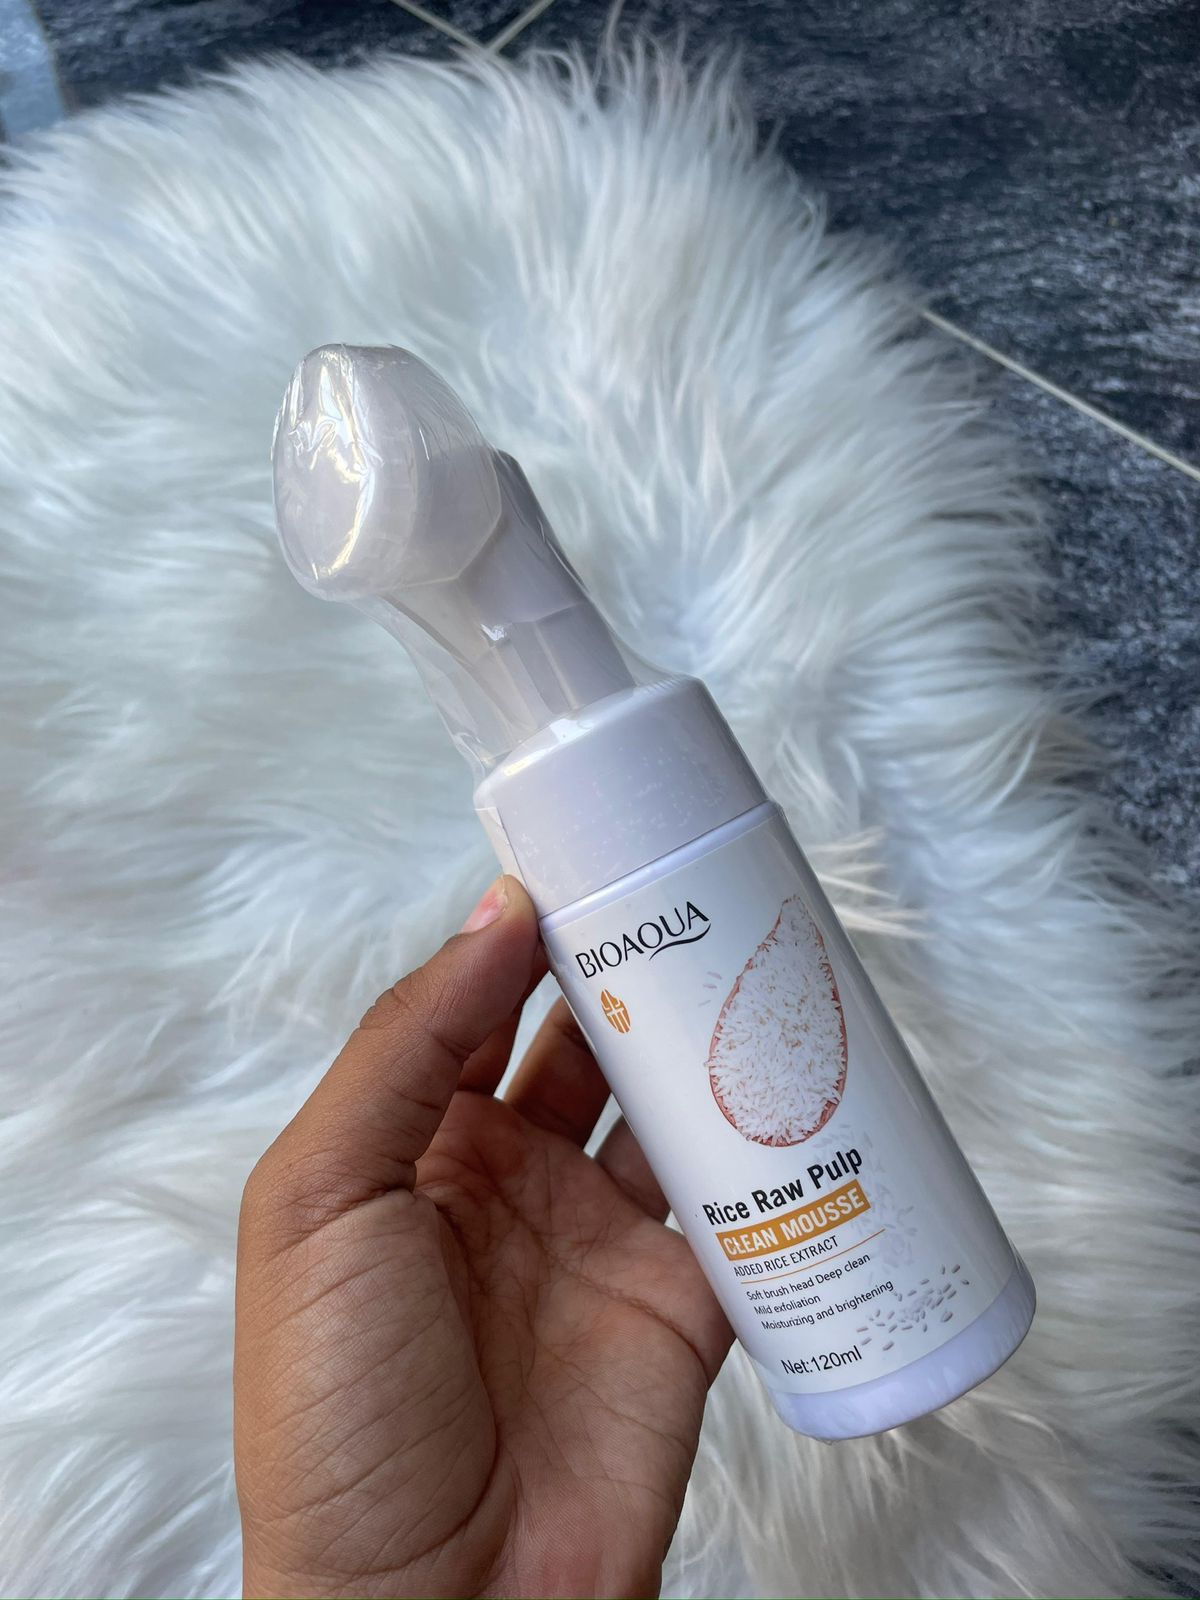 BIOAQUA
Rice Raw Pulp
CLEAN MOUSSE
ADDED RICE EXTRACT
Soft brush head Deep clean
Mild exfoliation
Moisturizing and brightening
Net:120ml